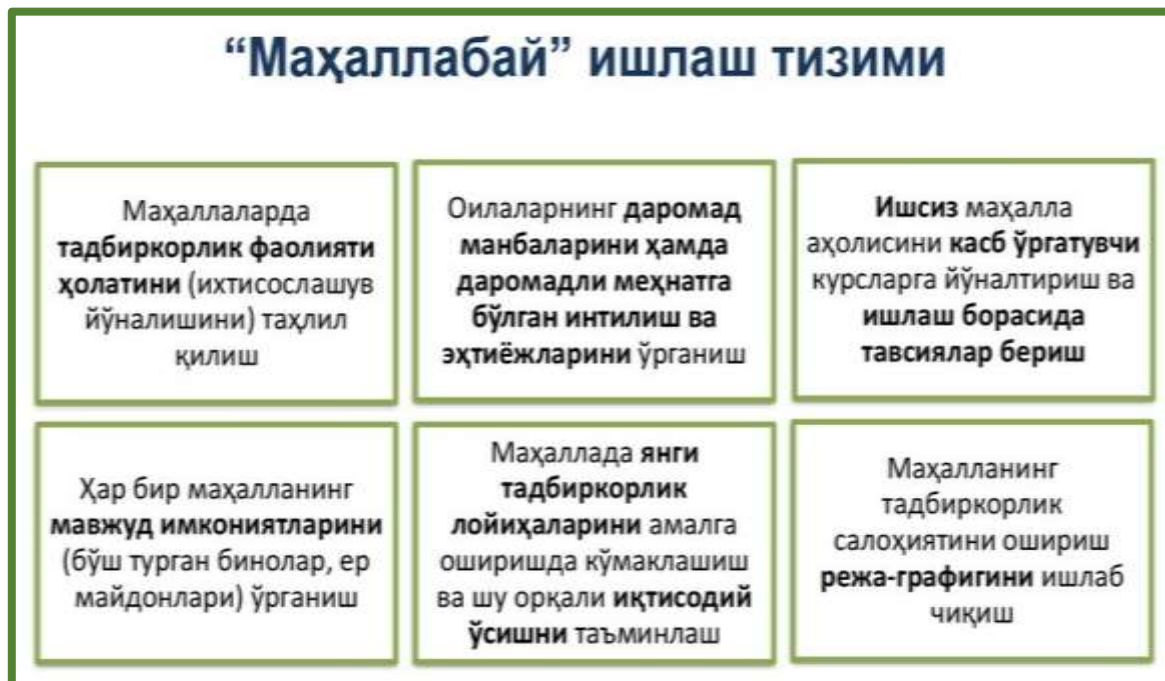 “Маҳаллабай” ишлаш тизими
Маҳаллаларда
тадбиркорлик фаолияти
ҳолатини (ихтисослашув
йўналишини) таҳлил
қилиш
Оилаларнинг даромад
манбаларини ҳамда
даромадли меҳнатга
бўлган интилиш ва
эҳтиёжларини ўрганиш
Ишсиз маҳалла
аҳолисини касб ўргатувчи
курсларга йўналтириш ва
ишлаш борасида
тавсиялар бериш
Ҳар бир маҳалланинг
мавжуд имкониятларини
(бўш турган бинолар, ер
майдонлари) ўрганиш
Маҳаллада янги
тадбиркорлик
лойиҳаларини амалга
оширишда кўмаклашиш
ва шу орқали иқтисодий
ўсишни таъминлаш
Маҳалланинг
тадбиркорлик
салоҳиятини ошириш
режа-графигини ишлаб
чиқиш